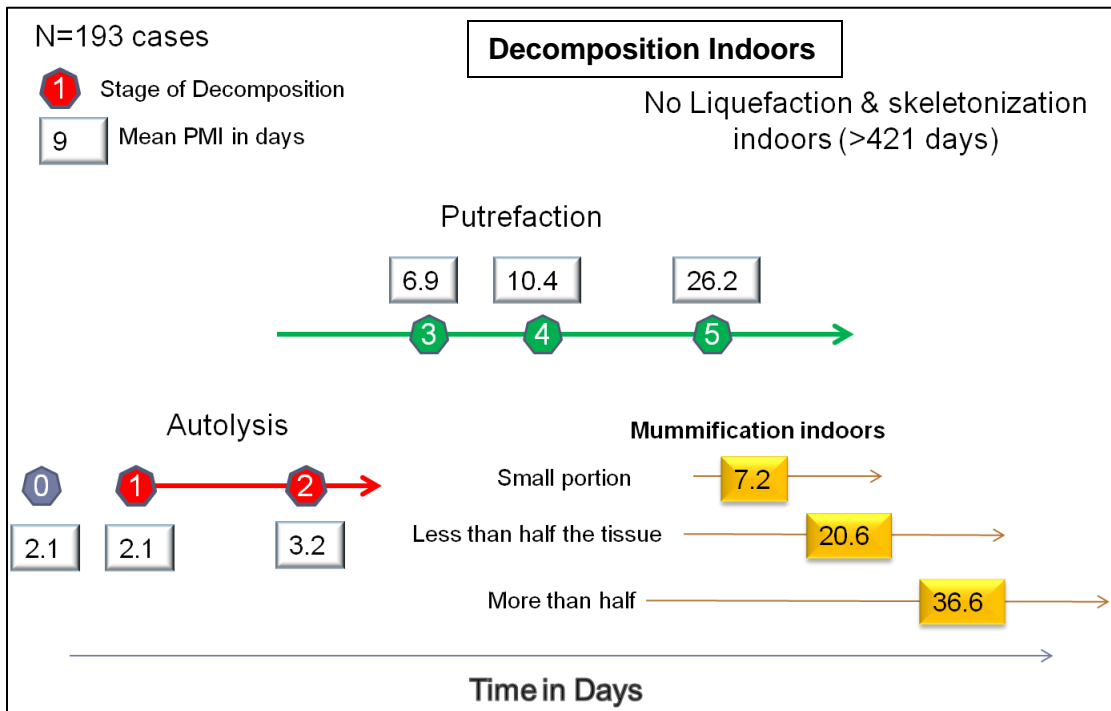 N=193 cases
Decomposition Indoors
1 Stage of Decomposition
9 Mean PMI in days
No Liquefaction & skeletonization
indoors (>421 days)
Putrefaction
6.9 10.4 26.2
3 4 5
Autolysis
0 1 2
2.1 2.1 3.2
Mummification indoors
Small portion 7.2
Less than half the tissue 20.6
More than half 36.6
Time in Days